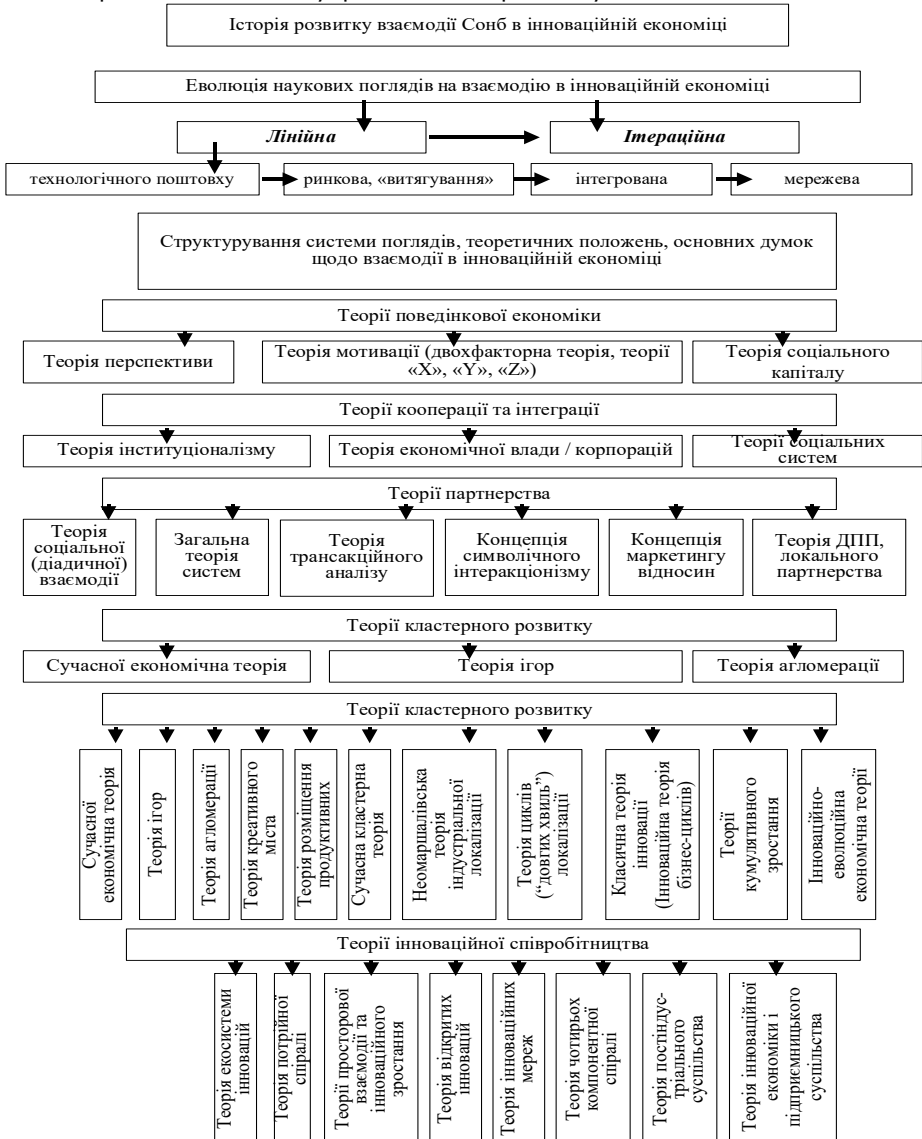 Історія розвитку взаємодії Сонб в інноваційній економіці
Еволюція наукових поглядів на взаємодію в інноваційній економіці
Лінійна
Ітераційна
технологічного поштовху
ринкова, «витягування»
інтегрована
мережева
Структурування системи поглядів, теоретичних положень, основних думок
щодо взаємодії в інноваційній економіці
Теорії поведінкової економіки
Теорія перспективи
Теорія мотивації (двохфакторна теорія, теорії
«X», «Y», «Z»)
Теорія соціального
капіталу
Теорії кооперації та інтеграції
Теорія інституціоналізму
Теорія економічної влади / корпорацій
Теорії соціальних
систем
Теорії партнерства
Теорія
соціальної
(діадичної)
взаємодії
Загальна
теорія
систем
Теорія
трансакційного
аналізу
Концепція
символічного
інтеракціонізму
Концепція
маркетингу
відносин
Теорія ДПП,
локального
партнерства
Теорії кластерного розвитку
Сучасної економічна теорія
Теорія ігор
Теорія агломерації
Теорії кластерного розвитку
Сучасної
економічна теорія
Теорія ігор
Теорія агломерації
Теорія креативного
міста
Теорія розміщення
продуктивних
Сучасна кластерна
теорія
Неомаршалівська
теорія
індустріальної
локалізації
Теорія циклів
(“довгих хвиль”)
локалізації
Класична теорія
інновації
(Інноваційна теорія
бізнес-циклів)
Теорії
кумулятивного
зростання
Інноваційно-
еволюційна
економічна теорії
Теорії інноваційної співробітництва
Теорія екосистеми
інновацій
Теорія потрійної
спіралі
Теорії просторової
взаємодії та
інноваційного
зростання
Теорія відкритих
інновацій
Теорія інноваційних
мереж
Теорія чотирьох
компонентної
спіралі
Теорія постіндус-
тріального
суспільства
Теорія інноваційної
економіки і
підприємницького
суспільства